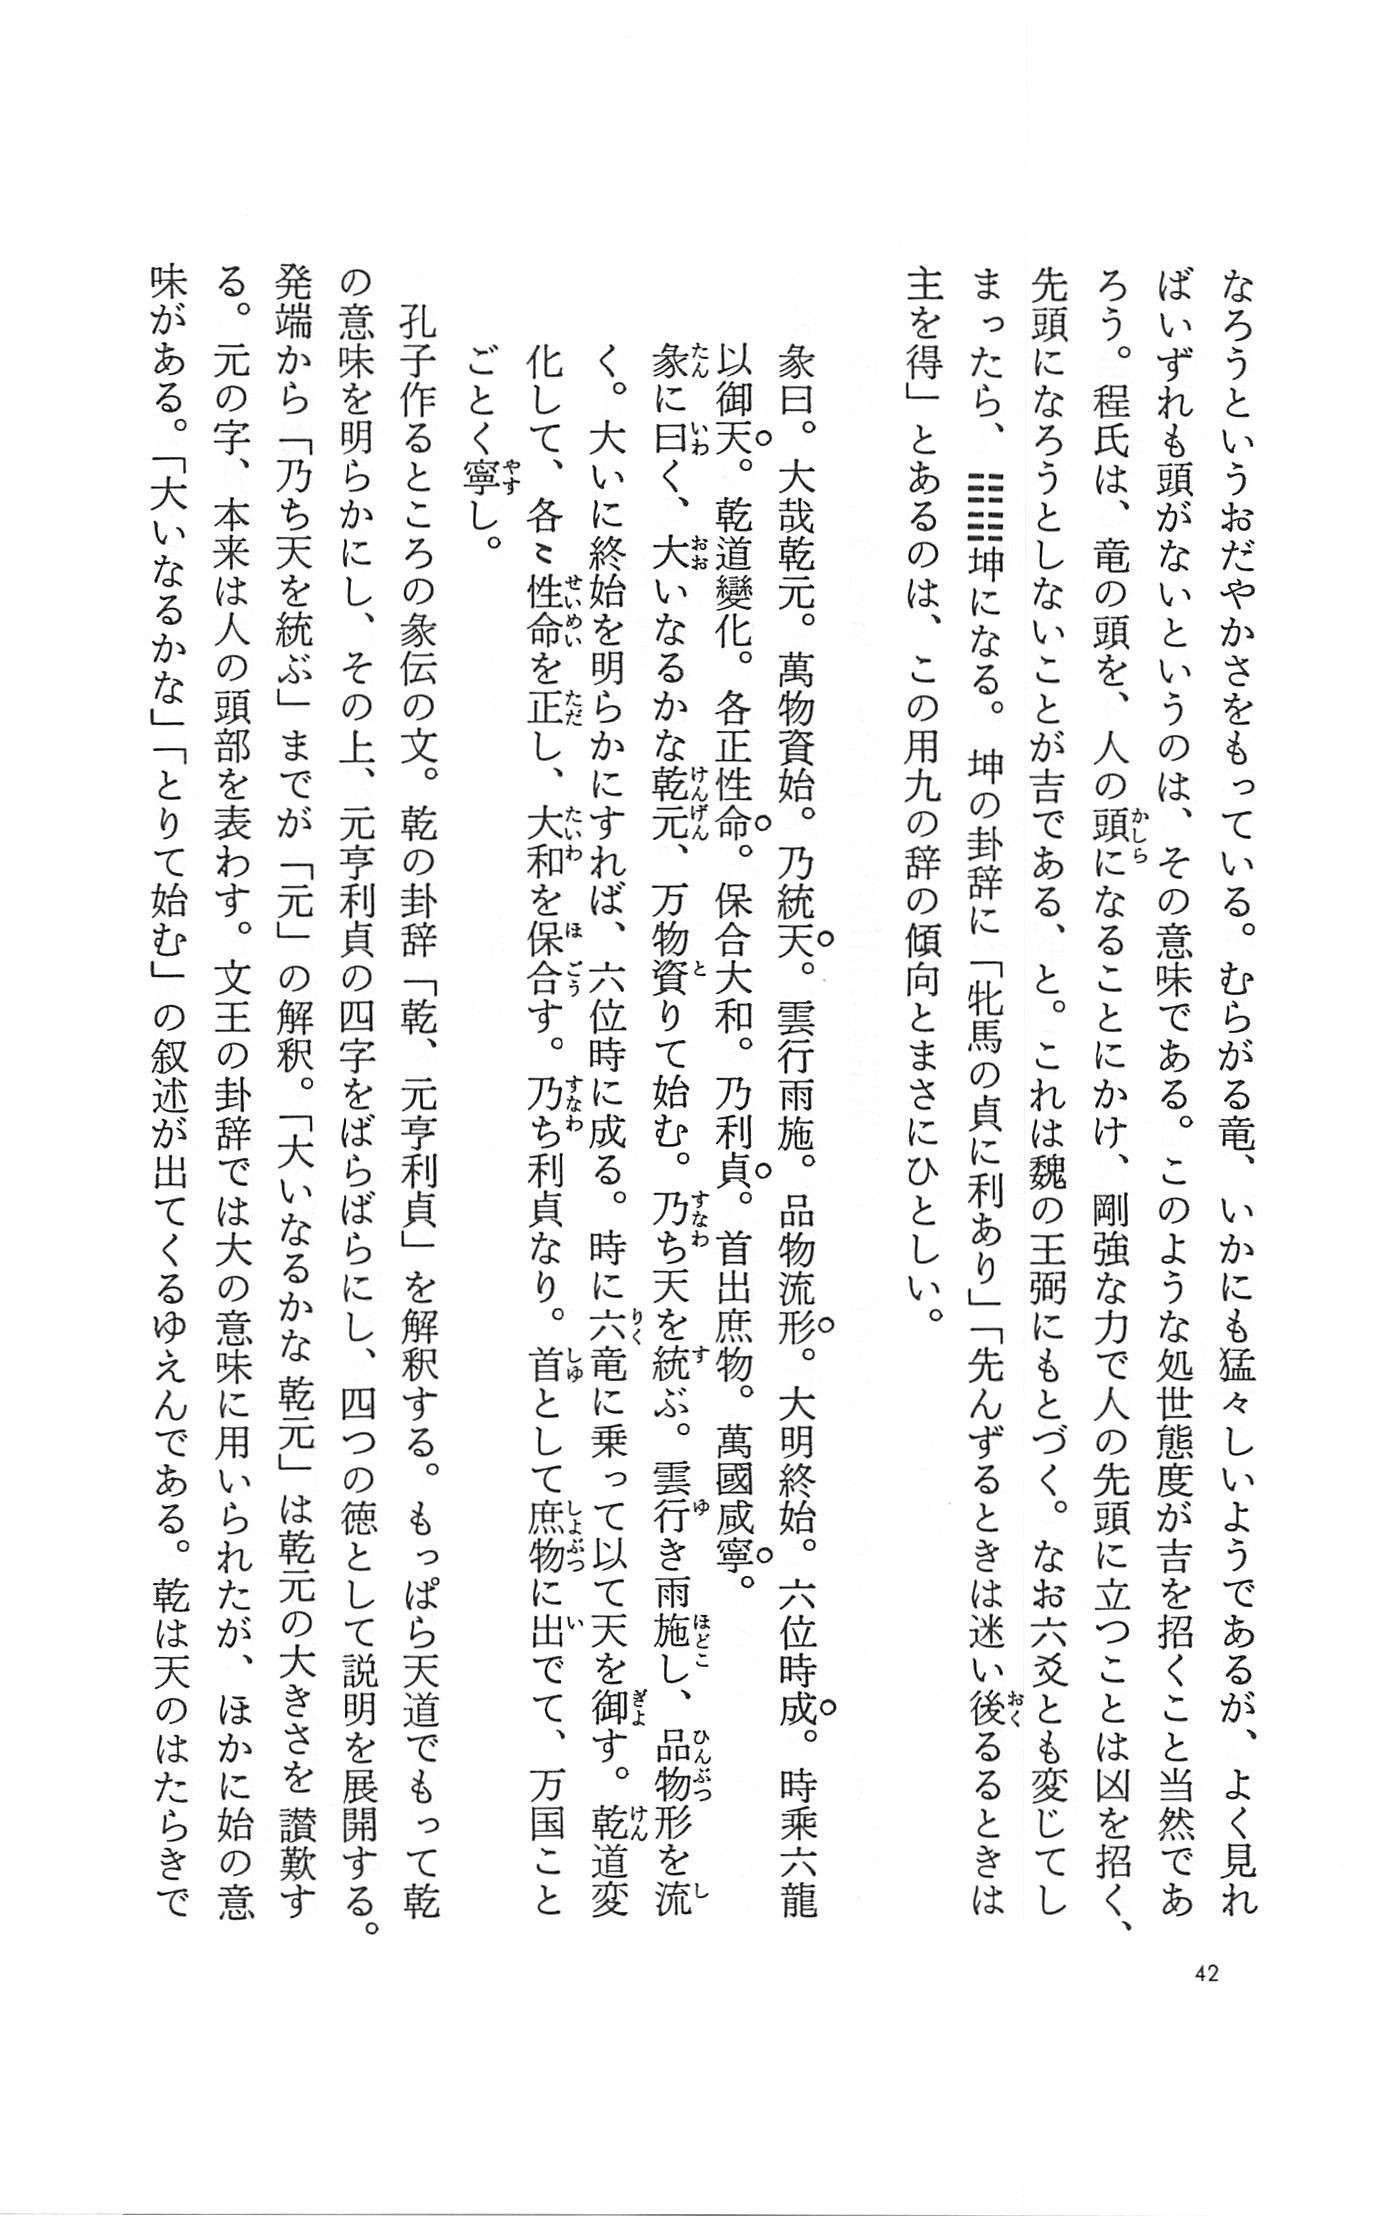 なろうというおだやかさをもっている。むらがる竜、いかにも猛々しいようであるが、よく見れ
ばいずれも頭がないというのは、その意味である。このような処世態度が吉を招くこと当然であ
ろう。程氏は、竜の頭を、人の頭になることにかけ、剛強な力で人の先頭に立つことは凶を招く、
先頭になろうとしないことが吉である、と。これは魏の王弼にもとづく。なお六爻とも変じてし
まったら、䷁坤になる。坤の卦辞に「牝馬の貞に利あり」「先んずるときは迷い後るるときは
主を得」とあるのは、この用九の辞の傾向とまさにひとしい。
彖曰。大哉乾元。萬物資始。乃統天。雲行雨施。品物流形。大明終始。六位時成。時乘六龍
以御天。乾道變化。各正性命。保合大和。乃利貞。首出庶物。萬國咸寧。
彖に曰く、大いなるかな乾元、万物資りて始む。乃ち天を統ぶ。雲行き雨施し、品物形を流
く。大いに終始を明らかにすれば、六位時に成る。時に六竜に乗って以て天を御す。乾道変
化して、各〻性命を正し、大和を保合す。乃ち利貞なり。首として庶物に出でて、万国こと
ごとく寧し。
孔子作るところの彖伝の文。乾の卦辞「乾、元亨利貞」を解釈する。もっぱら天道でもって乾
の意味を明らかにし、その上、元亨利貞の四字をばらばらにし、四つの徳として説明を展開する。
発端から「乃ち天を統ぶ」までが「元」の解釈。「大いなるかな乾元」は乾元の大きさを讃歎す
る。元の字、本来は人の頭部を表わす。文王の卦辞では大の意味に用いられたが、ほかに始の意
味がある。「大いなるかな」「とりて始む」の叙述が出てくるゆえんである。乾は天のはたらきで
42